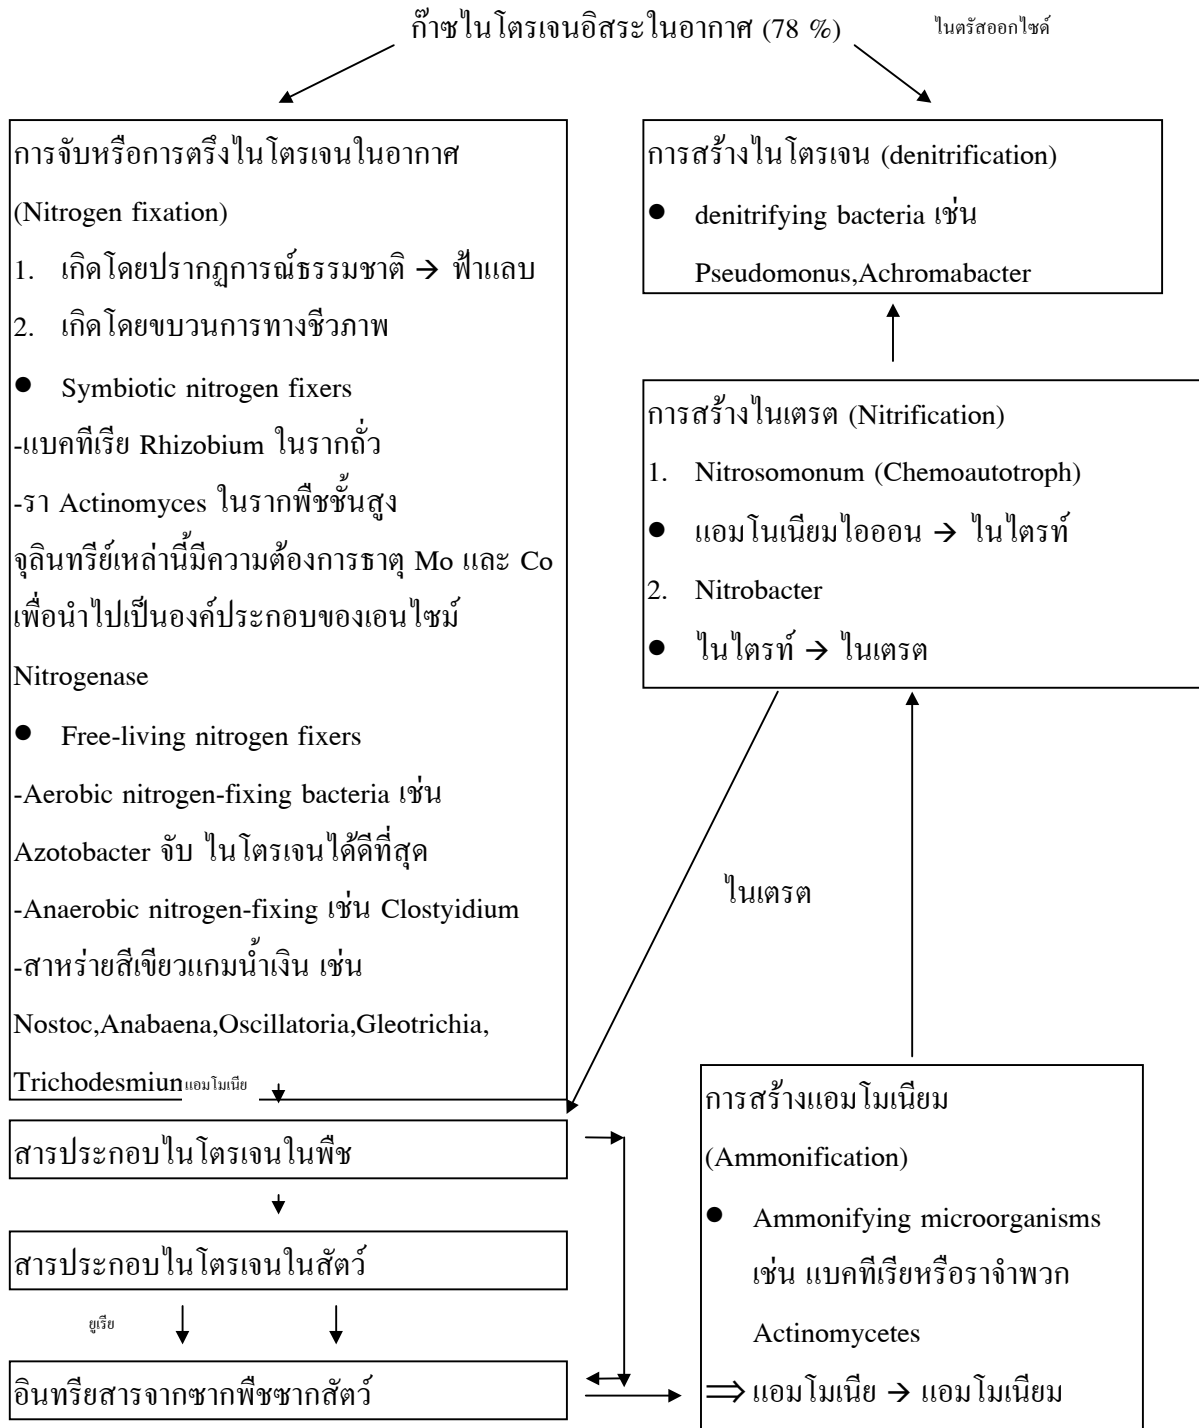 ก๊าซไนโตรเจนอิสระในอากาศ (78 %)
ไนตรัสออกไซด์
การจับหรือการตรึงไนโตรเจนในอากาศ
(Nitrogen fixation)
1. เกิดโดยปรากฏการณ์ธรรมชาติ → ฟ้าแลบ
2. เกิดโดยขบวนการทางชีวภาพ
● Symbiotic nitrogen fixers
-แบคทีเรีย Rhizobium ในรากถั่ว
-รา Actinomyces ในรากพืชชั้นสูง
จุลินทรีย์เหล่านี้มีความต้องการธาตุ Mo และ Co
เพื่อนำไปเป็นองค์ประกอบของเอนไซม์
Nitrogenase
● Free-living nitrogen fixers
-Aerobic nitrogen-fixing bacteria เช่น
Azotobacter จับ ไนโตรเจนได้ดีที่สุด
-Anaerobic nitrogen-fixing เช่น Clostyidium
-สาหร่ายสีเขียวแกมน้ำเงิน เช่น
Nostoc,Anabaena,Oscillatoria,Gleotrichia,
Trichodesmiun
แอมโมเนีย
สารประกอบไนโตรเจนในพืช
สารประกอบไนโตรเจนในสัตว์
ยูเรีย
อินทรียสารจากซากพืชซากสัตว์
การสร้างไนโตรเจน (denitrification)
● denitrifying bacteria เช่น
Pseudomonus,Achromabacter
การสร้างไนเตรต (Nitrification)
1. Nitrosomonum (Chemoautotroph)
● แอมโนเนียมไอออน → ไนไตรท์
2. Nitrobacter
● ไนไตรท์ → ไนเตรต
ไนเตรต
การสร้างแอมโมเนียม
(Ammonification)
● Ammonifying microorganisms
เช่น แบคทีเรียหรือราจำพวก
Actinomycetes
⇒ แอมโมเนีย → แอมโมเนียม